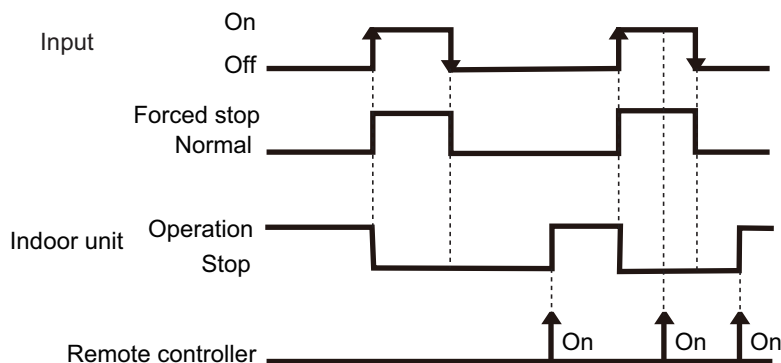 On
Input
Off
Forced stop
Normal
Operation
Indoor unit
Stop
On On On
Remote controller